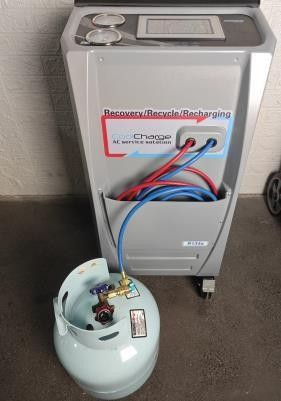 Recovery/Recycle/Recharging
CoolCharge
AC service solution
R134a